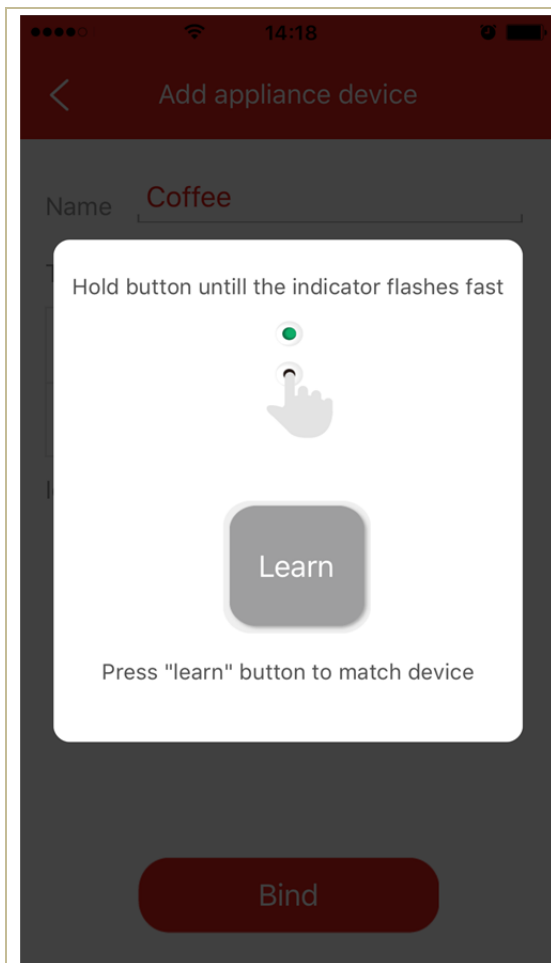 14:18
Add appliance device
Name Coffee
Hold button untill the indicator flashes fast
Learn
Press "learn" button to match device
Bind